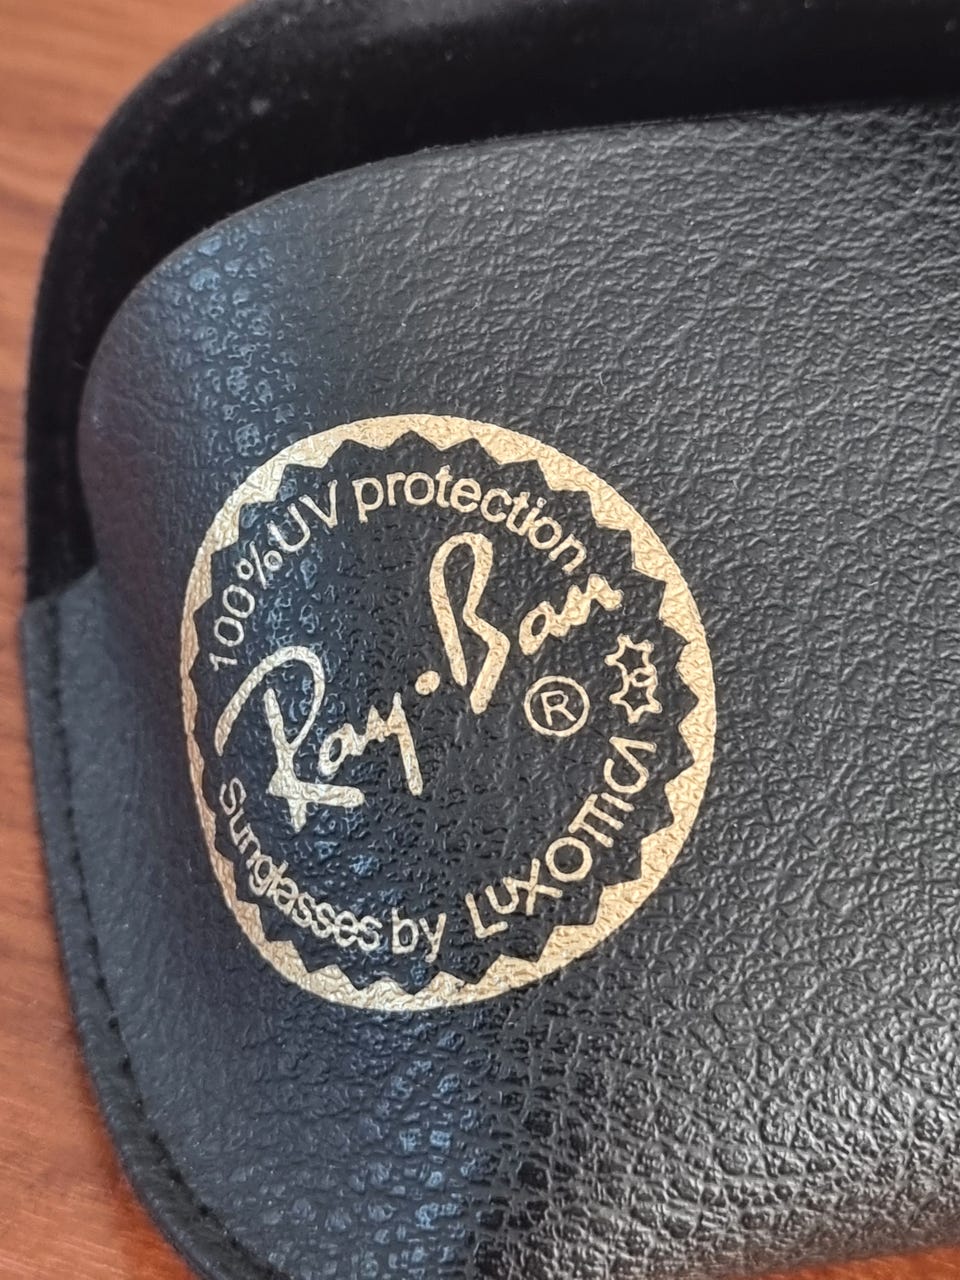 100% UV protection
Ray·Ban
®
Sunglasses by LUXOTTICA